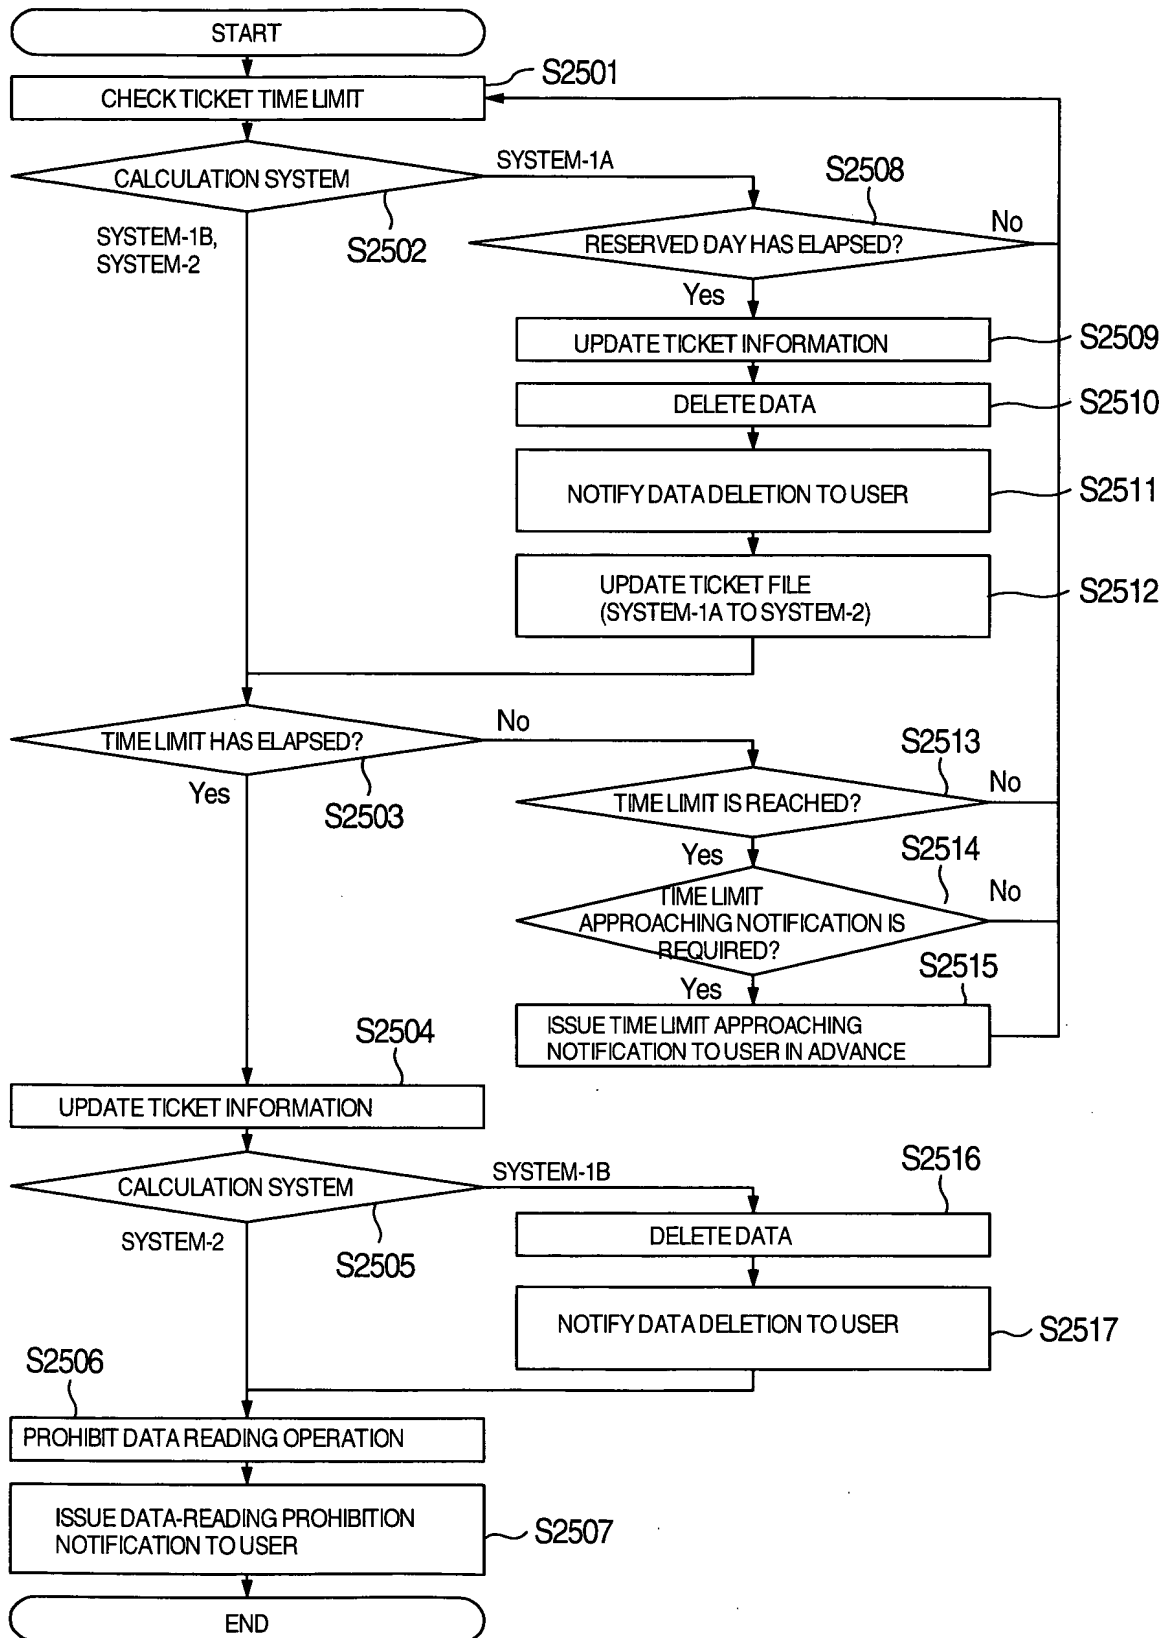 START
S2501
CHECK TICKET TIME LIMIT
CALCULATION SYSTEM
SYSTEM-1A
S2502
SYSTEM-1B,
SYSTEM-2
S2508
RESERVED DAY HAS ELAPSED?
No
Yes
UPDATE TICKET INFORMATION
S2509
DELETE DATA
S2510
NOTIFY DATA DELETION TO USER
S2511
UPDATE TICKET FILE
(SYSTEM-1A TO SYSTEM-2)
S2512
TIME LIMIT HAS ELAPSED?
No
Yes
S2503
S2513
TIME LIMIT IS REACHED?
No
Yes
S2514
TIME LIMIT
APPROACHING NOTIFICATION IS
REQUIRED?
No
Yes
S2515
ISSUE TIME LIMIT APPROACHING
NOTIFICATION TO USER IN ADVANCE
S2504
UPDATE TICKET INFORMATION
CALCULATION SYSTEM
SYSTEM-1B
SYSTEM-2
S2505
S2516
DELETE DATA
NOTIFY DATA DELETION TO USER
S2517
S2506
PROHIBIT DATA READING OPERATION
ISSUE DATA-READING PROHIBITION
NOTIFICATION TO USER
S2507
END